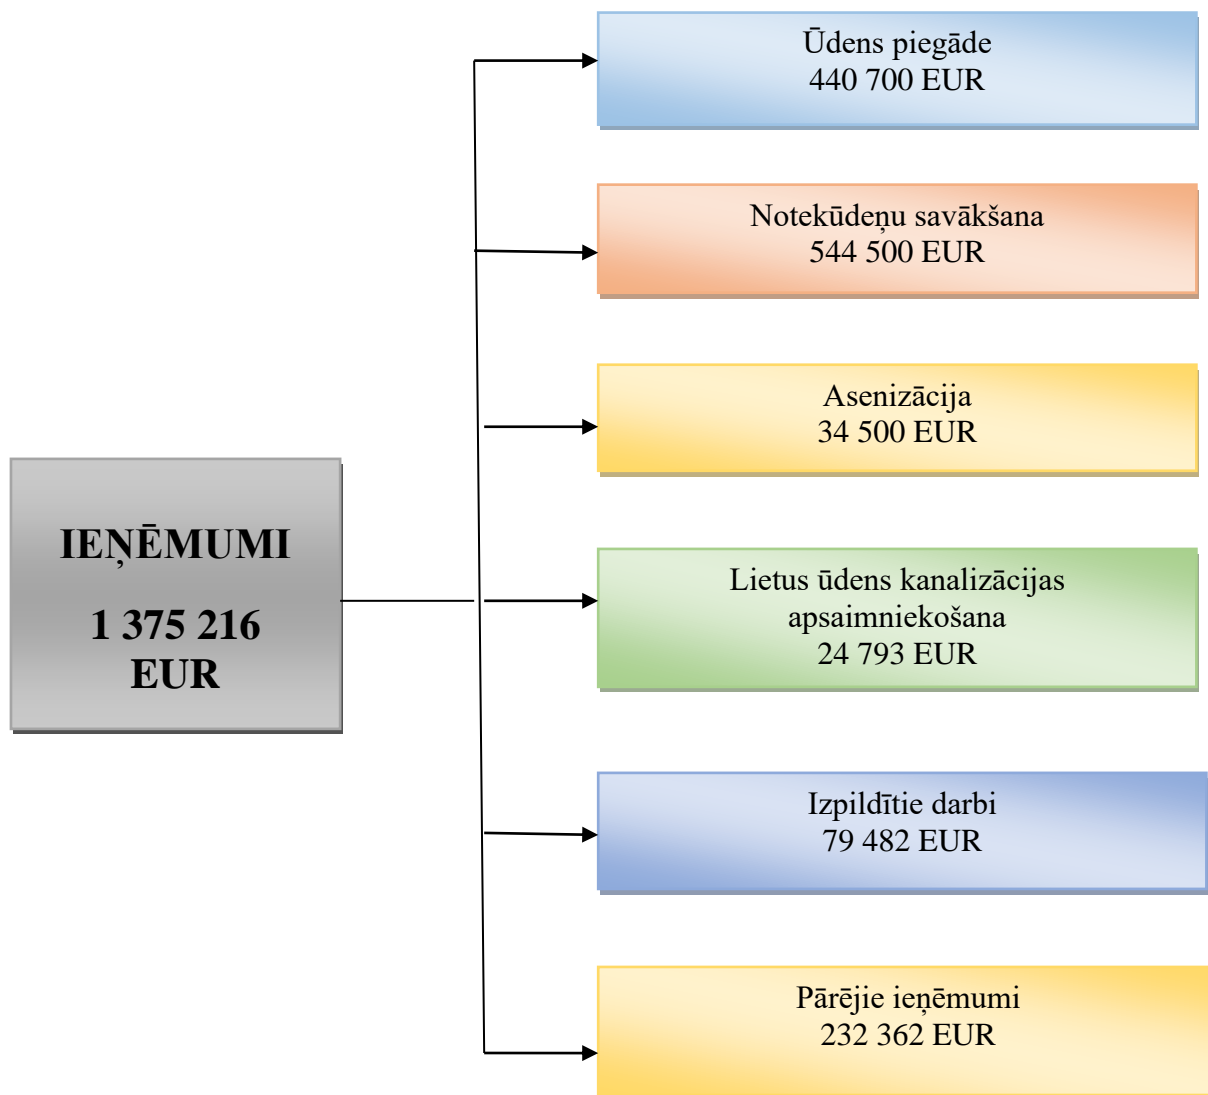 Ūdens piegāde
440 700 EUR
Notekūdeņu savākšana
544 500 EUR
Asenizācija
34 500 EUR
IEŅĒMUMI
1 375 216
EUR
Lietus ūdens kanalizācijas
apsaimniekošana
24 793 EUR
Izpildītie darbi
79 482 EUR
Pārējie ieņēmumi
232 362 EUR